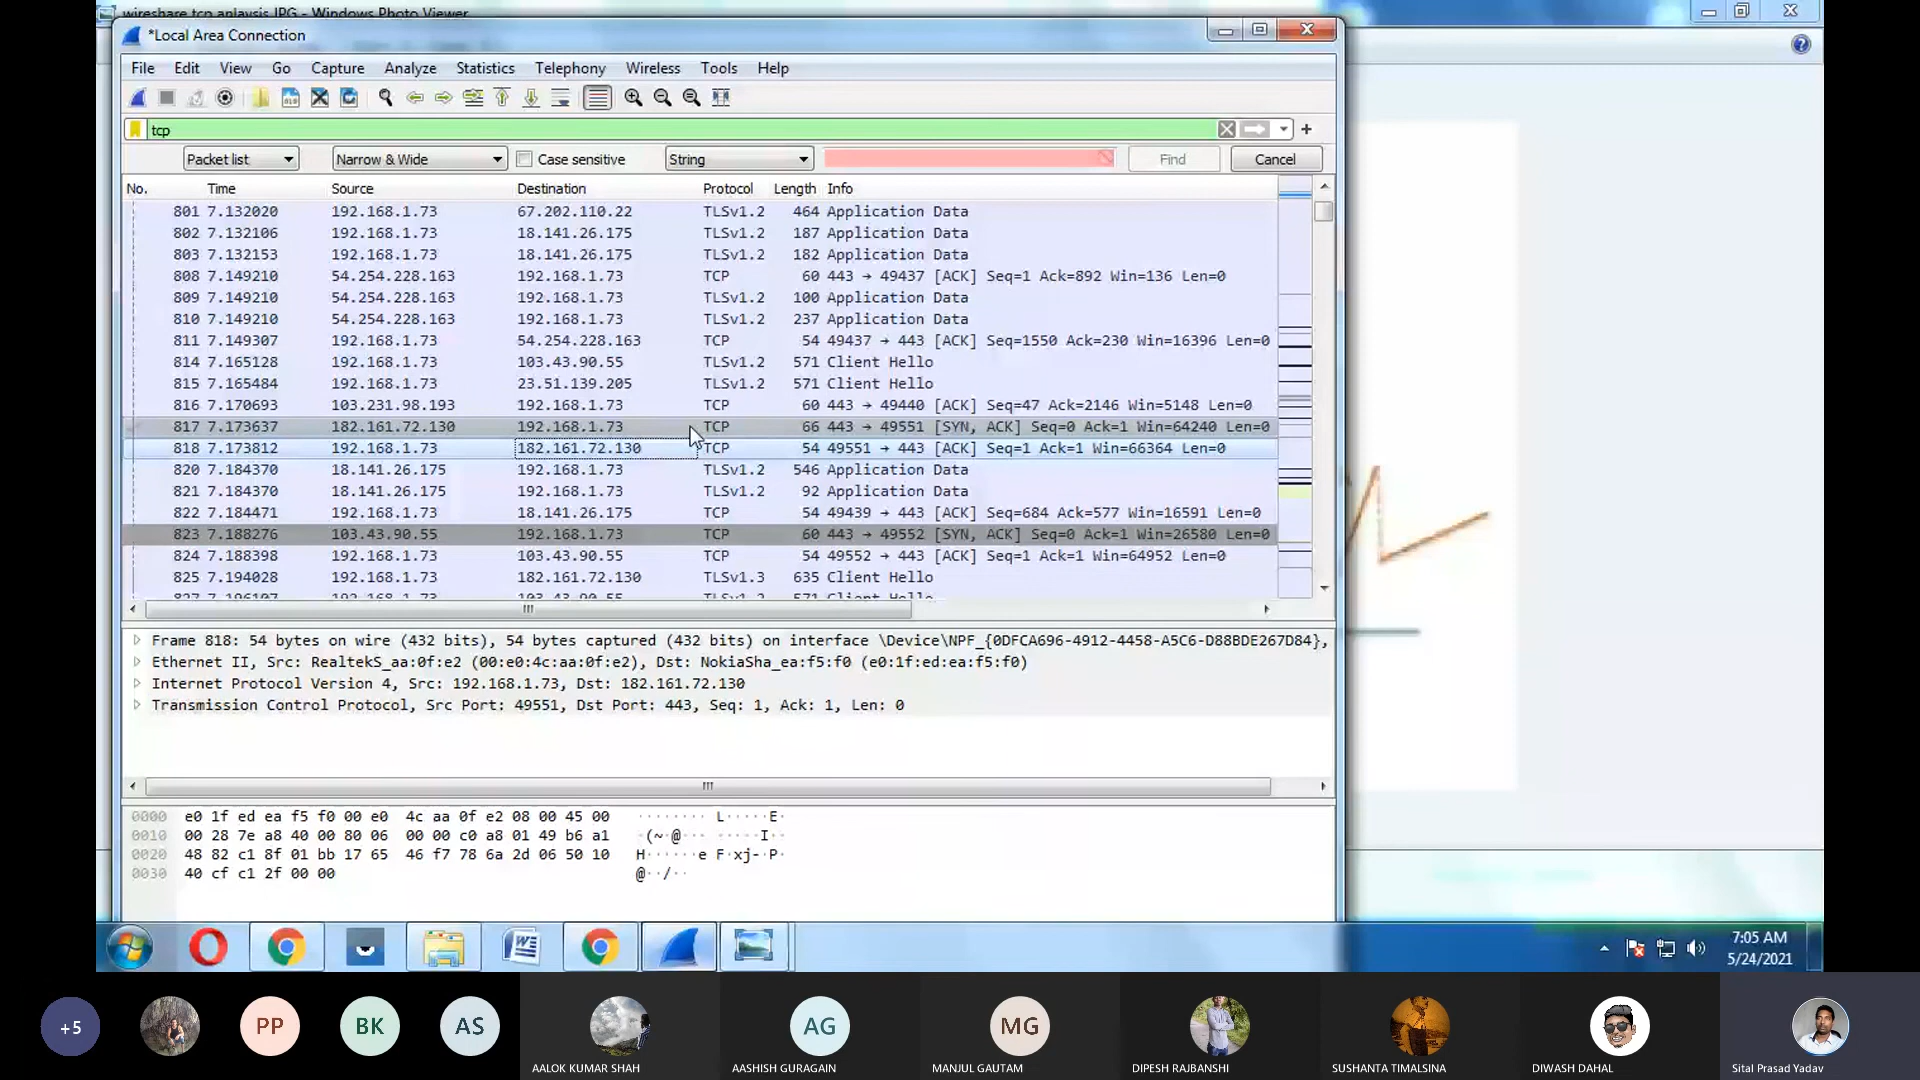 wireshare tcp anlaysis.JPG - Windows Photo Viewer
*Local Area Connection
File Edit View Go Capture Analyze Statistics Telephony Wireless Tools Help
tcp
Packet list Narrow & Wide Case sensitive String Find Cancel
No. Time Source Destination Protocol Length Info
801 7.132020 192.168.1.73 67.202.110.22 TLSv1.2 464 Application Data
802 7.132106 192.168.1.73 18.141.26.175 TLSv1.2 187 Application Data
803 7.132153 192.168.1.73 18.141.26.175 TLSv1.2 182 Application Data
808 7.149210 54.254.228.163 192.168.1.73 TCP 60 443 → 49437 [ACK] Seq=1 Ack=892 Win=136 Len=0
809 7.149210 54.254.228.163 192.168.1.73 TLSv1.2 100 Application Data
810 7.149210 54.254.228.163 192.168.1.73 TLSv1.2 237 Application Data
811 7.149307 192.168.1.73 54.254.228.163 TCP 54 49437 → 443 [ACK] Seq=1550 Ack=230 Win=16396 Len=0
814 7.165128 192.168.1.73 103.43.90.55 TLSv1.2 571 Client Hello
815 7.165484 192.168.1.73 23.51.139.205 TLSv1.2 571 Client Hello
816 7.170693 103.231.98.193 192.168.1.73 TCP 60 443 → 49440 [ACK] Seq=47 Ack=2146 Win=5148 Len=0
817 7.173637 182.161.72.130 192.168.1.73 TCP 66 443 → 49551 [SYN, ACK] Seq=0 Ack=1 Win=64240 Len=0
818 7.173812 192.168.1.73 182.161.72.130 TCP 54 49551 → 443 [ACK] Seq=1 Ack=1 Win=66364 Len=0
820 7.184370 18.141.26.175 192.168.1.73 TLSv1.2 546 Application Data
821 7.184370 18.141.26.175 192.168.1.73 TLSv1.2 92 Application Data
822 7.184471 192.168.1.73 18.141.26.175 TCP 54 49439 → 443 [ACK] Seq=684 Ack=577 Win=16591 Len=0
823 7.188276 103.43.90.55 192.168.1.73 TCP 60 443 → 49552 [SYN, ACK] Seq=0 Ack=1 Win=26580 Len=0
824 7.188398 192.168.1.73 103.43.90.55 TCP 54 49552 → 443 [ACK] Seq=1 Ack=1 Win=64952 Len=0
825 7.194028 192.168.1.73 182.161.72.130 TLSv1.3 635 Client Hello
827 7.196107 192.168.1.73 103.43.90.55 TLSv1.2 571 Client Hello
Frame 818: 54 bytes on wire (432 bits), 54 bytes captured (432 bits) on interface \Device\NPF_{0DFCA696-4912-4458-A5C6-D88BDE267D84},
Ethernet II, Src: RealtekS_aa:0f:e2 (00:e0:4c:aa:0f:e2), Dst: NokiaSha_ea:f5:f0 (e0:1f:ed:ea:f5:f0)
Internet Protocol Version 4, Src: 192.168.1.73, Dst: 182.161.72.130
Transmission Control Protocol, Src Port: 49551, Dst Port: 443, Seq: 1, Ack: 1, Len: 0
0000 e0 1f ed ea f5 f0 00 e0 4c aa 0f e2 08 00 45 00 ········ L·····E·
0010 00 28 7e a8 40 00 80 06 00 00 c0 a8 01 49 b6 a1 ·(~·@··· ·····I··
0020 48 82 c1 8f 01 bb 17 65 46 f7 78 6a 2d 06 50 10 H······e F·xj-·P·
0030 40 cf c1 2f 00 00 @··/··
7:05 AM
5/24/2021
+5 PP BK AS AG MG
AALOK KUMAR SHAH AASHISH GURAGAIN MANJUL GAUTAM DIPESH RAJBANSHI SUSHANTA TIMALSINA DIWASH DAHAL Sital Prasad Yadav